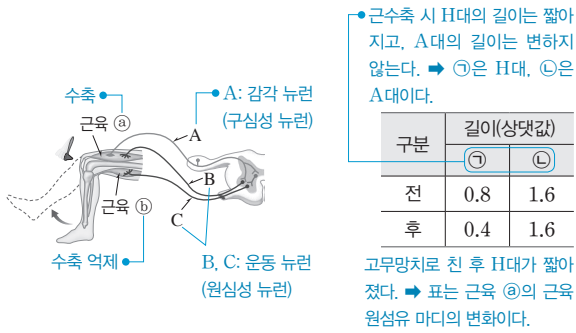 근수축 시 H대의 길이는 짧아
지고, A대의 길이는 변하지
않는다. ➡ ㉠은 H대, ㉡은
A대이다.
수축
근육 ⓐ
A: 감각 뉴런
(구심성 뉴런)
A
B
근육 ⓑ
C
수축 억제
B, C: 운동 뉴런
(원심성 뉴런)
구분 길이(상댓값)
㉠ ㉡
전 0.8 1.6
후 0.4 1.6
고무망치로 친 후 H대가 짧아
졌다. ➡ 표는 근육 ⓐ의 근육
원섬유 마디의 변화이다.